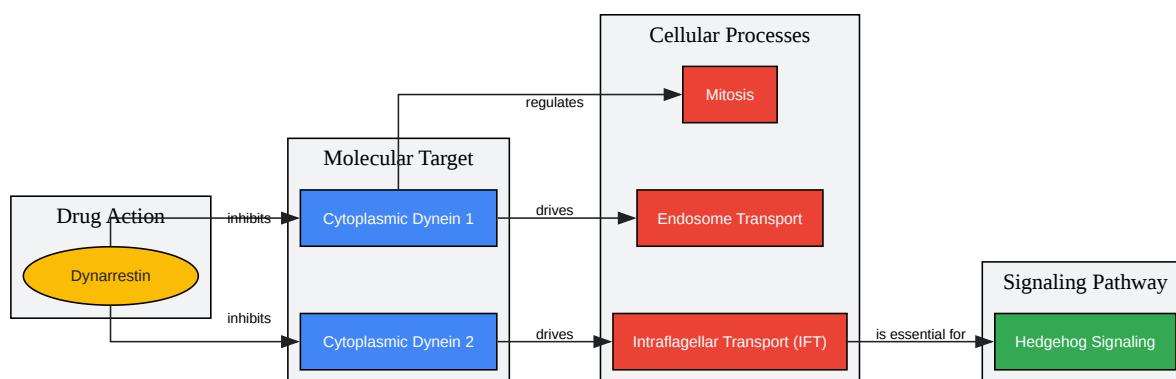 Cellular Processes
Mitosis
regulates
Molecular Target
Drug Action
inhibits
Cytoplasmic Dynein 1
drives
Endosome Transport
Dynarrestin
Signaling Pathway
inhibits
Cytoplasmic Dynein 2
drives
Intraflagellar Transport (IFT)
is essential for
Hedgehog Signaling